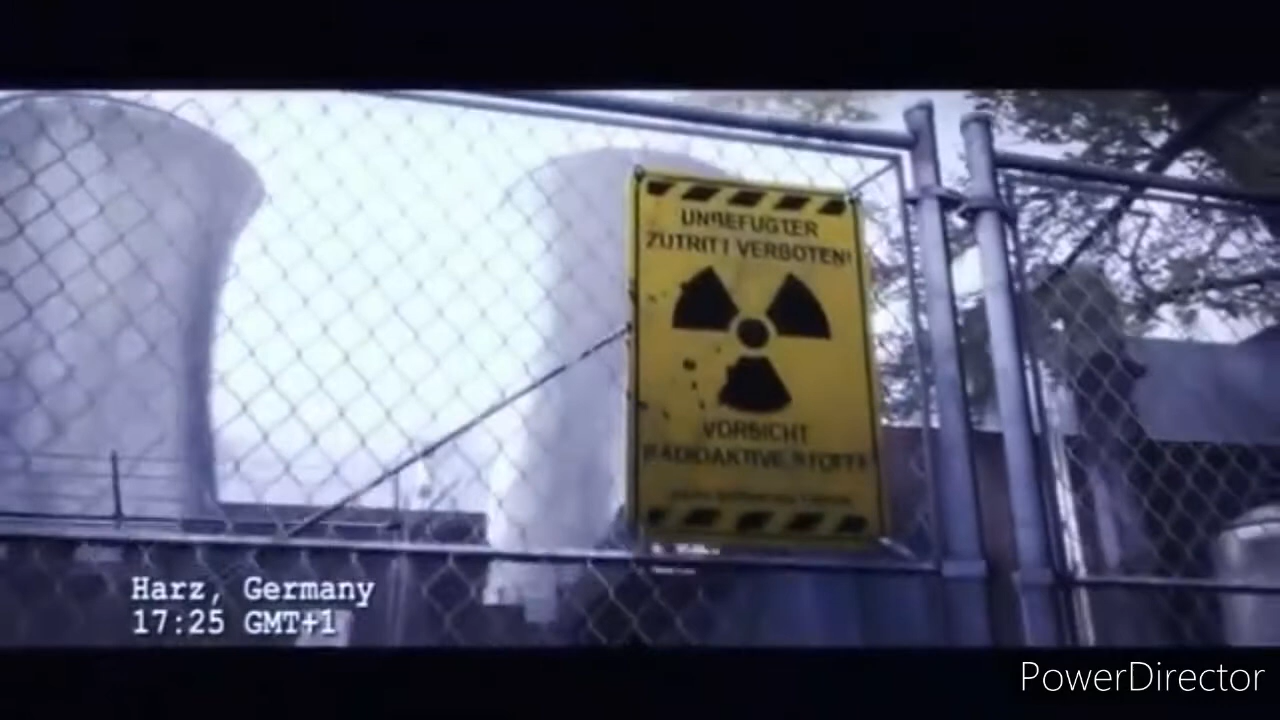 UNBEFUGTER
ZUTRITT VERBOTEN!
VORSICHT
RADIOAKTIVE STOFFE
Harz, Germany
17:25 GMT+1
PowerDirector